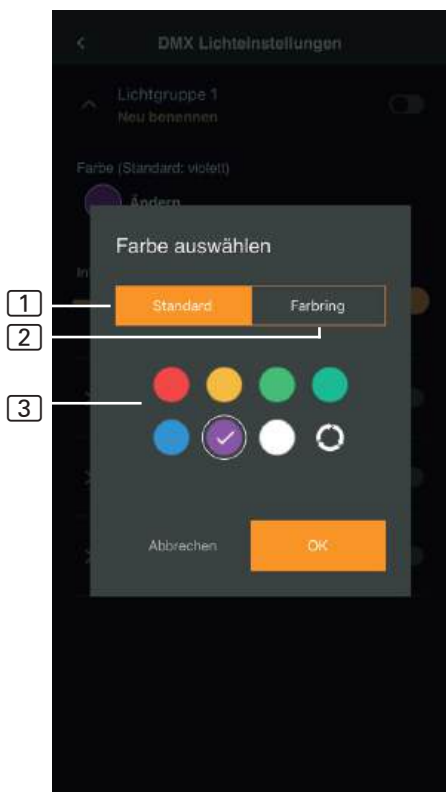 DMX Lichteinstellungen
Lichtgruppe 1
Neu benennen
Farbe (Standard: violett)
Ändern
Farbe auswählen
1
Standard
Farbring
2
3
Abbrechen
OK